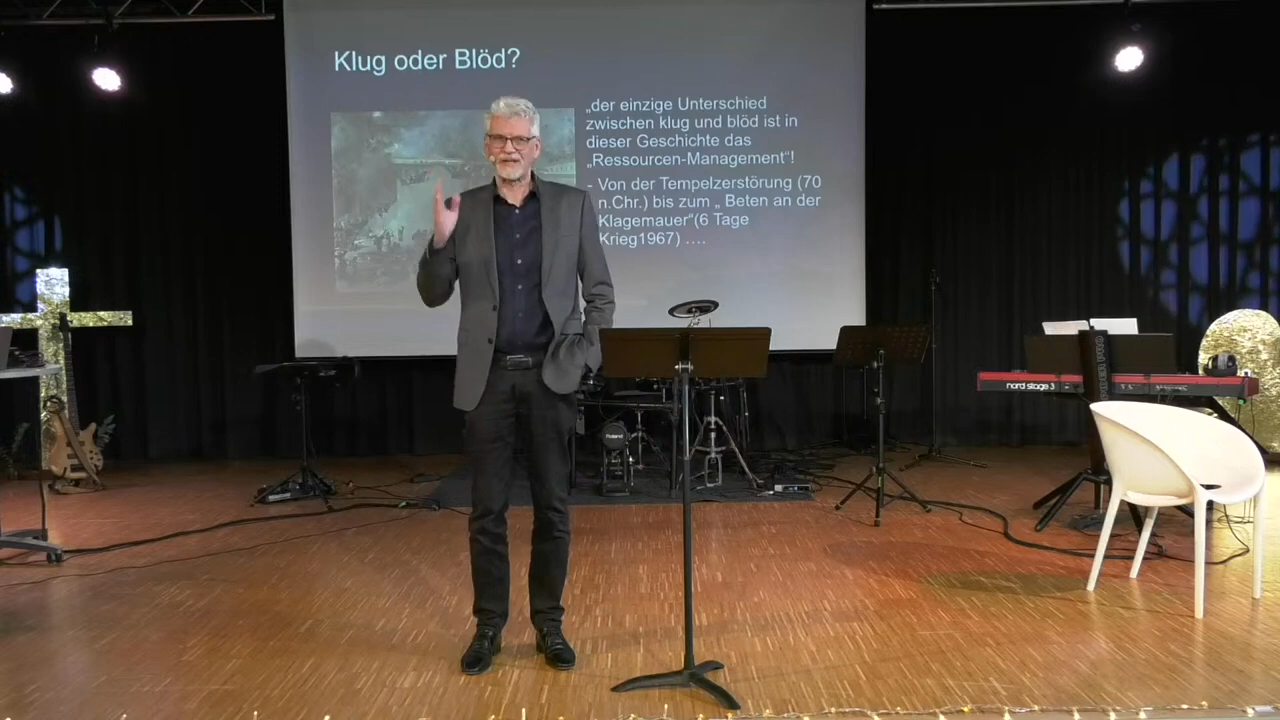 Klug oder Blöd?
„der einzige Unterschied
zwischen klug und blöd ist in
dieser Geschichte das
„Ressourcen-Management“!
- Von der Tempelzerstörung (70
n.Chr.) bis zum „ Beten an der
Klagemauer“(6 Tage
Krieg1967) ….
Roland
nord stage 3